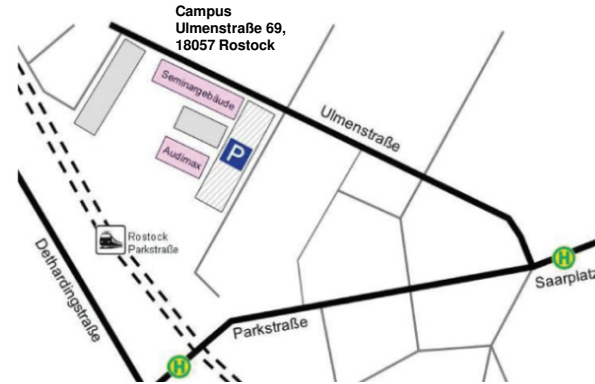 Campus
Ulmenstraße 69,
18057 Rostock
Seminargebäude
Ulmenstraße
Audimax
P
Rostock
Parkstraße
Dethardingstraße
H
Saarplatz
Parkstraße
H